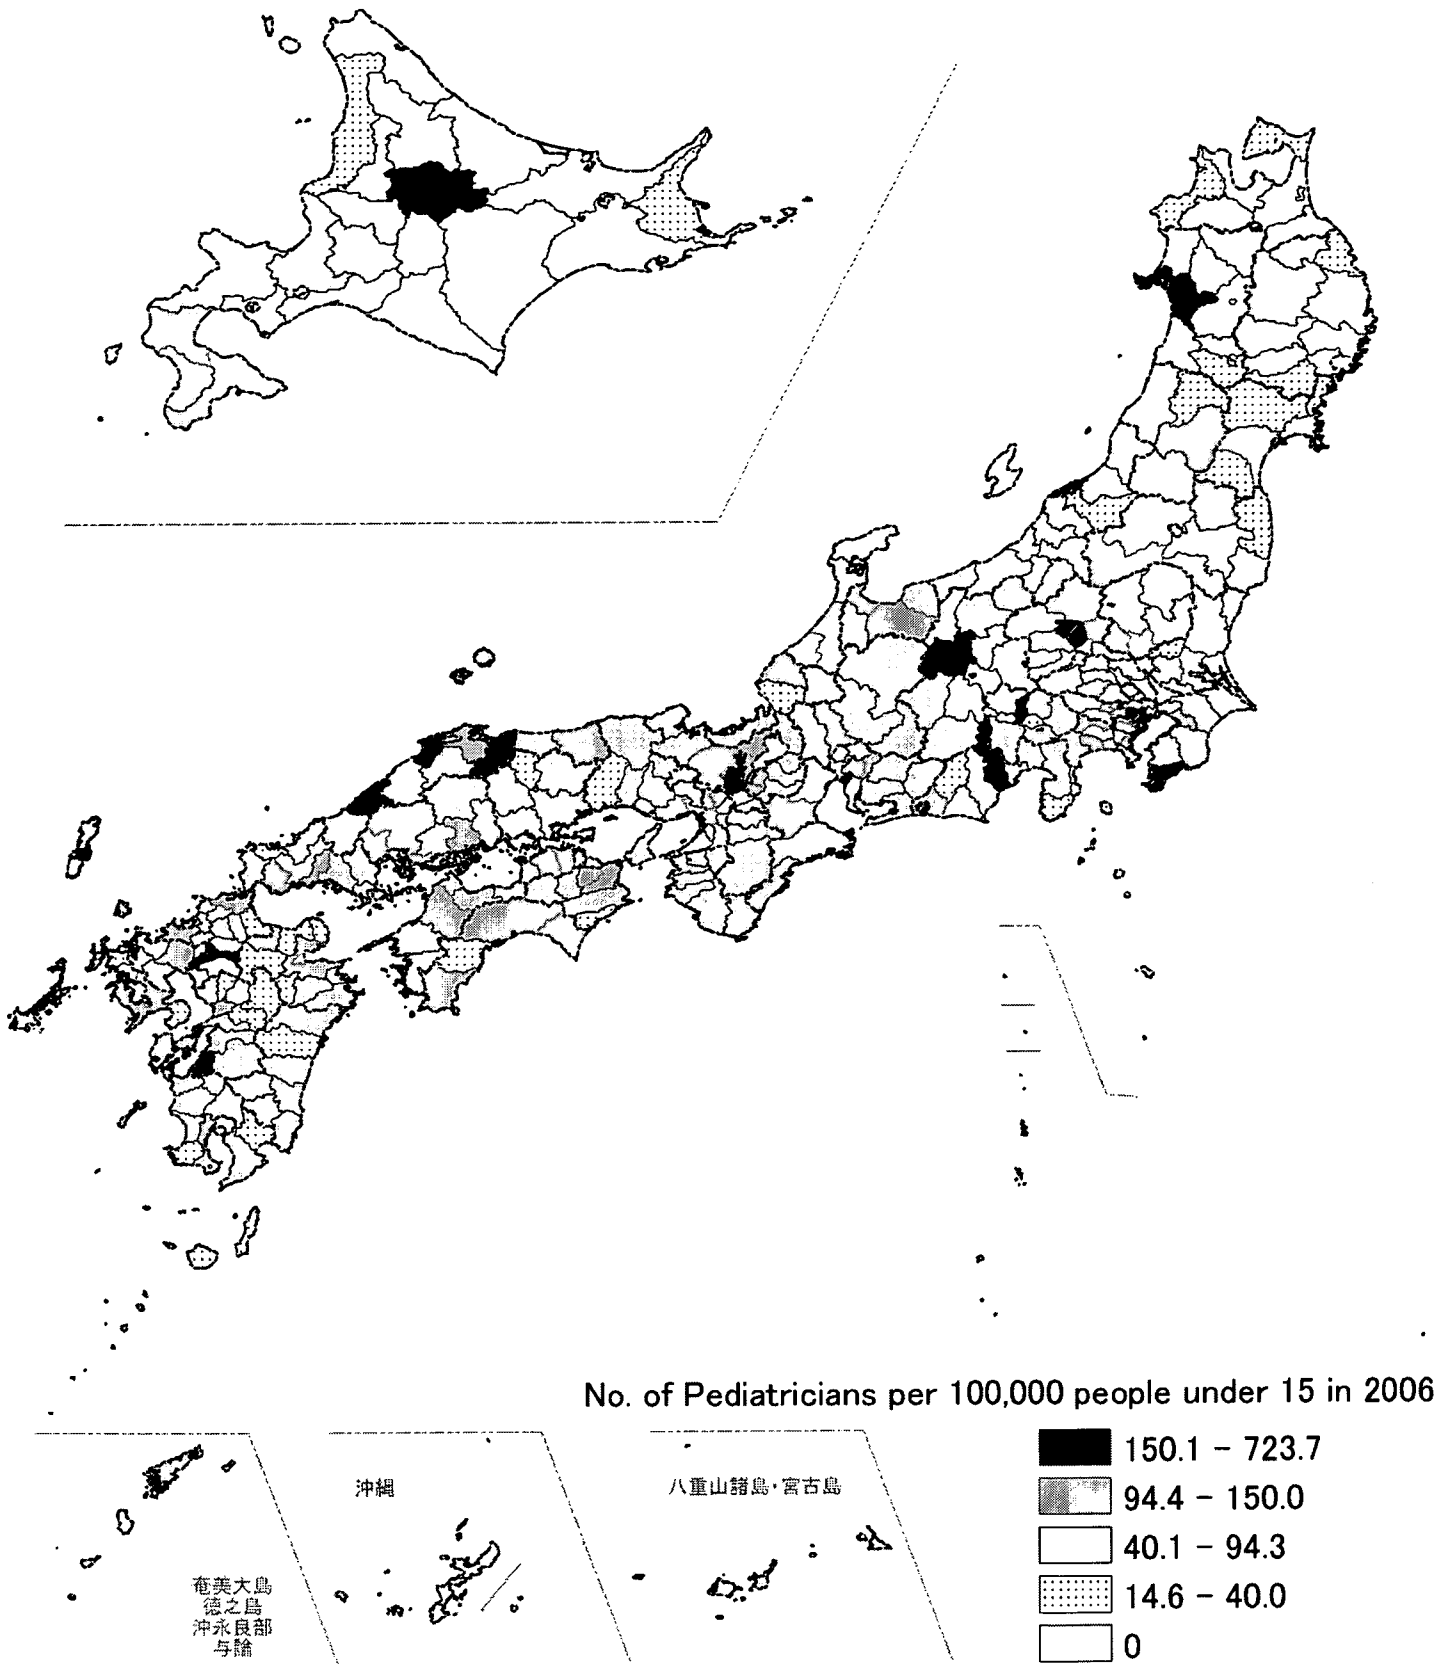 No. of Pediatricians per 100,000 people under 15 in 2006
150.1 - 723.7
94.4 - 150.0
40.1 - 94.3
14.6 - 40.0
0
沖縄
八重山諸島・宮古島
奄美大島
徳之島
沖永良部
与論